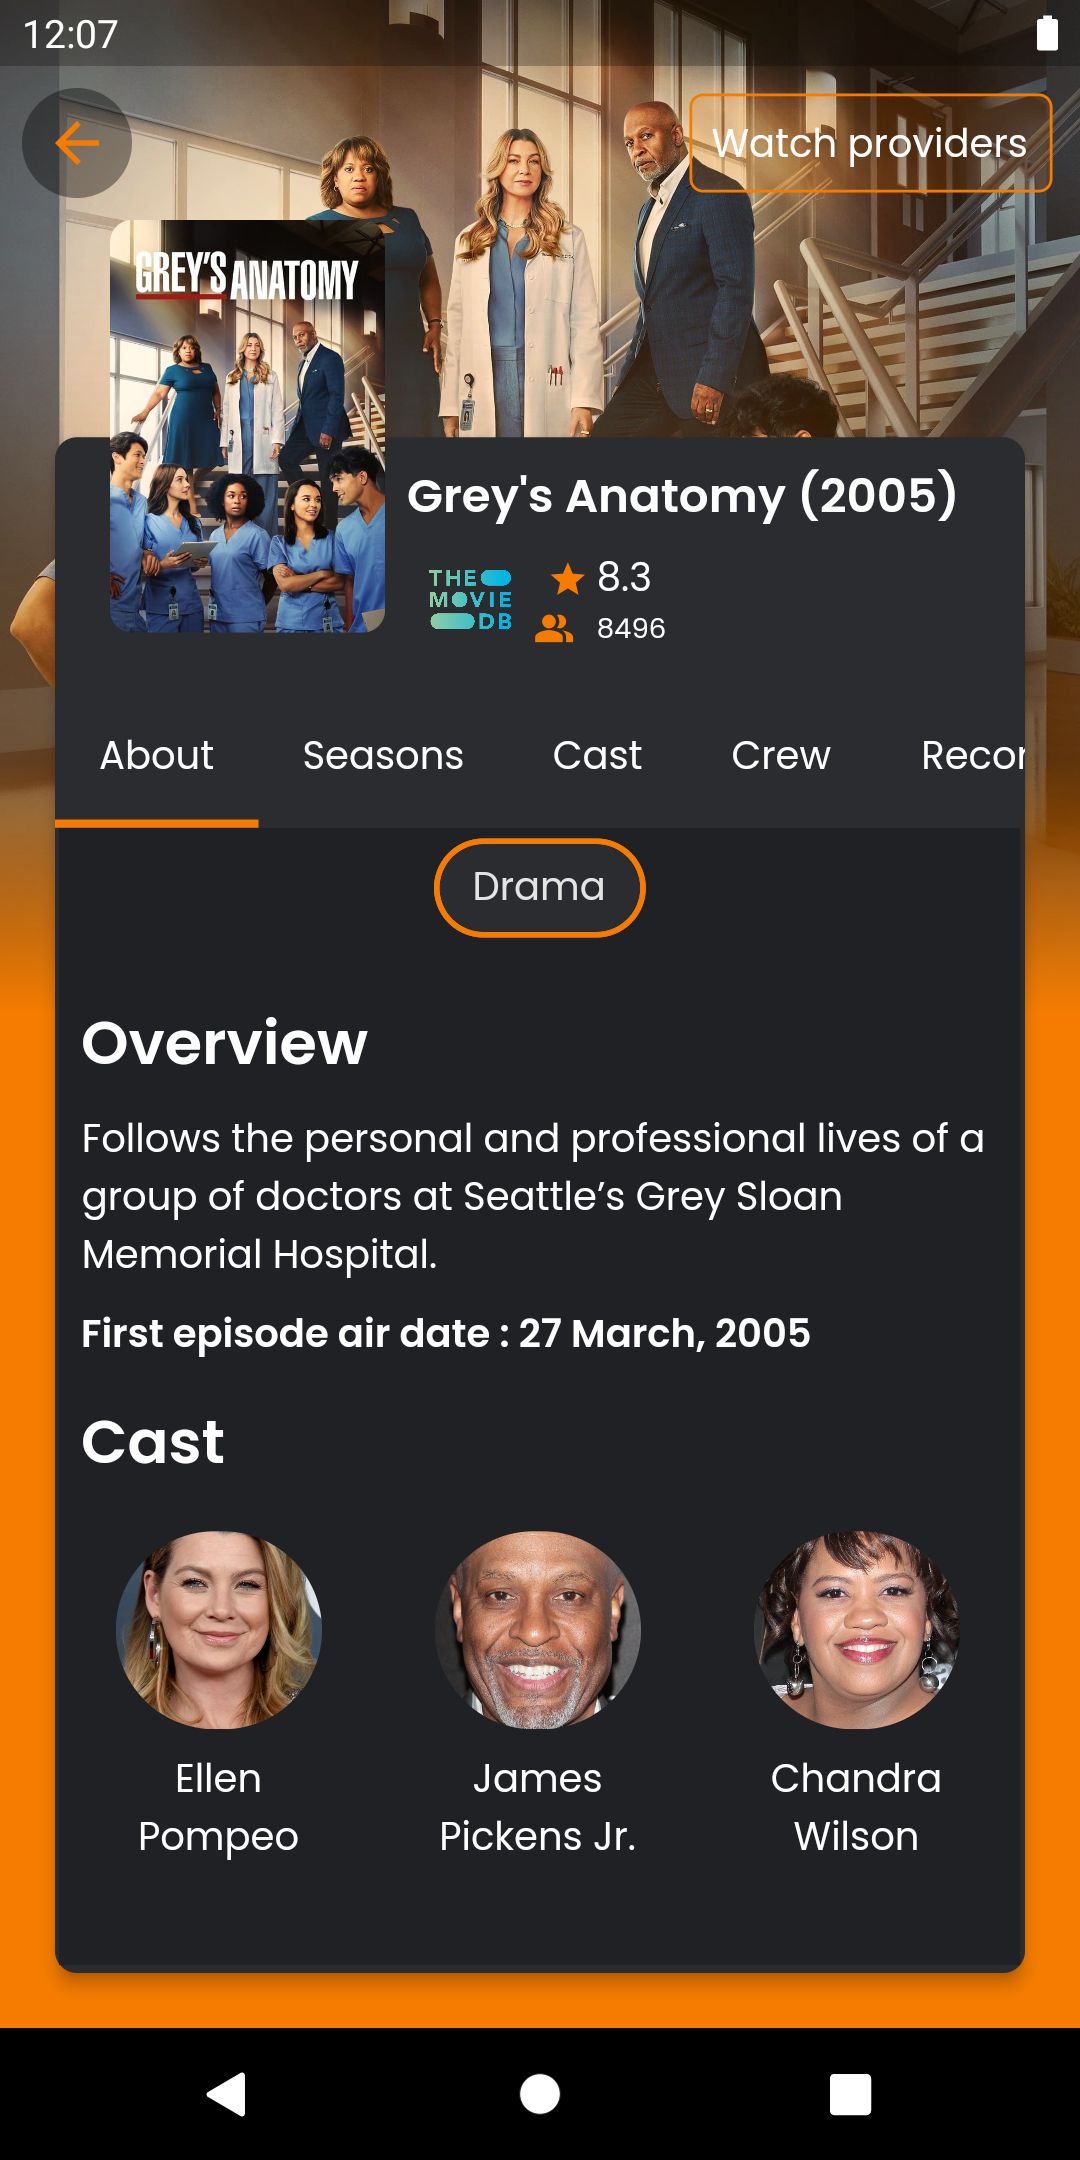 12:07
Watch providers
GREY'S ANATOMY
Grey's Anatomy (2005)
THE
MOVIE
DB
8.3
8496
About Seasons Cast Crew Recor
Drama
Overview
Follows the personal and professional lives of a
group of doctors at Seattle’s Grey Sloan
Memorial Hospital.
First episode air date : 27 March, 2005
Cast
Ellen
Pompeo
James
Pickens Jr.
Chandra
Wilson